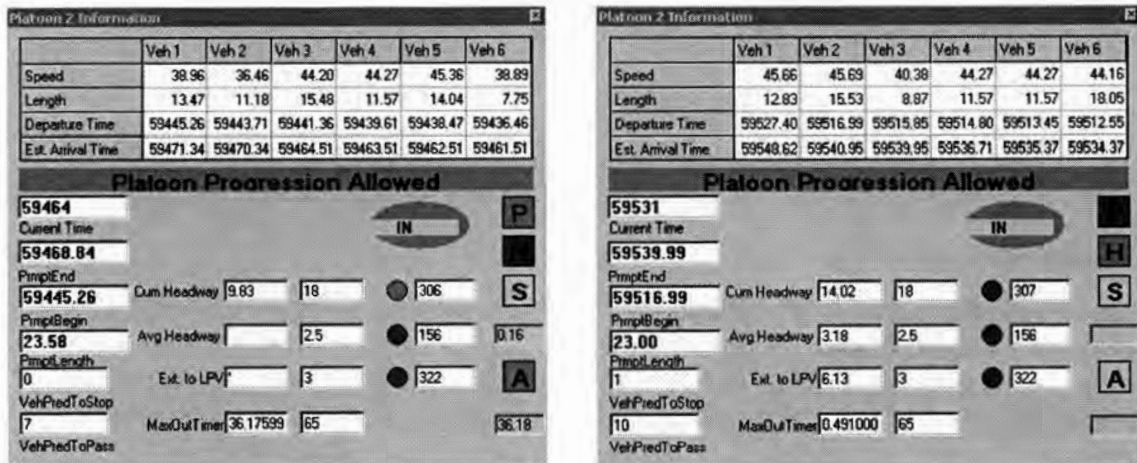 Platoon 2 Information
Veh 1 Veh 2 Veh 3 Veh 4 Veh 5 Veh 6
Speed 38.96 36.46 44.20 44.27 45.36 38.89
Length 13.47 11.18 15.48 11.57 14.04 7.75
Departure Time 59445.26 59443.71 59441.36 59439.61 59438.47 59436.46
Est. Arrival Time 59471.34 59470.34 59464.51 59463.51 59462.51 59461.51
Platoon Progression Allowed
59464
Current Time
IN
P
59468.84
PrmptEnd
59445.26
Cum Headway 9.83 18 306
S
PrmptBegin
23.58
Avg Headway 2.5 156 0.16
PrmptLength
0
Ext. to LPV * 3 322
A
VehPredToStop
7
MaxOutTimer 36.17599 65 36.18
VehPredToPass
Platoon 2 Information
Veh 1 Veh 2 Veh 3 Veh 4 Veh 5 Veh 6
Speed 45.66 45.69 40.38 44.27 44.27 44.16
Length 12.83 15.53 8.87 11.57 11.57 18.05
Departure Time 59527.40 59516.99 59515.85 59514.80 59513.45 59512.55
Est. Arrival Time 59548.62 59540.95 59539.95 59536.71 59535.37 59534.37
Platoon Progression Allowed
59531
Current Time
IN
59539.99
H
PrmptEnd
59516.99
Cum Headway 14.02 18 307
S
PrmptBegin
23.00
Avg Headway 3.18 2.5 156
PrmptLength
1
Ext. to LPV 6.13 3 322
A
VehPredToStop
10
MaxOutTimer 0.491000 65
VehPredToPass